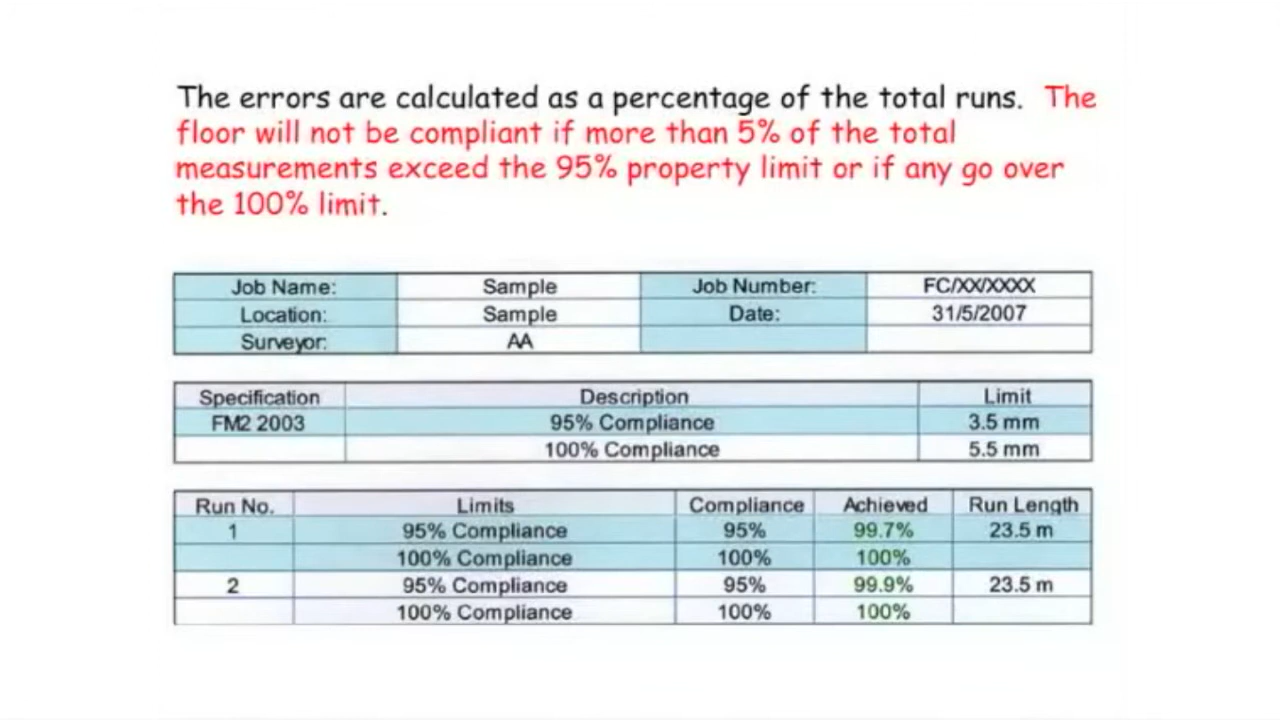 The errors are calculated as a percentage of the total runs. The
floor will not be compliant if more than 5% of the total
measurements exceed the 95% property limit or if any go over
the 100% limit.
Job Name: Sample Job Number: FC/XX/XXXX
Location: Sample Date: 31/5/2007
Surveyor: AA
Specification Description Limit
FM2 2003 95% Compliance 3.5 mm
100% Compliance 5.5 mm
Run No. Limits Compliance Achieved Run Length
1 95% Compliance 95% 99.7% 23.5 m
100% Compliance 100% 100%
2 95% Compliance 95% 99.9% 23.5 m
100% Compliance 100% 100%